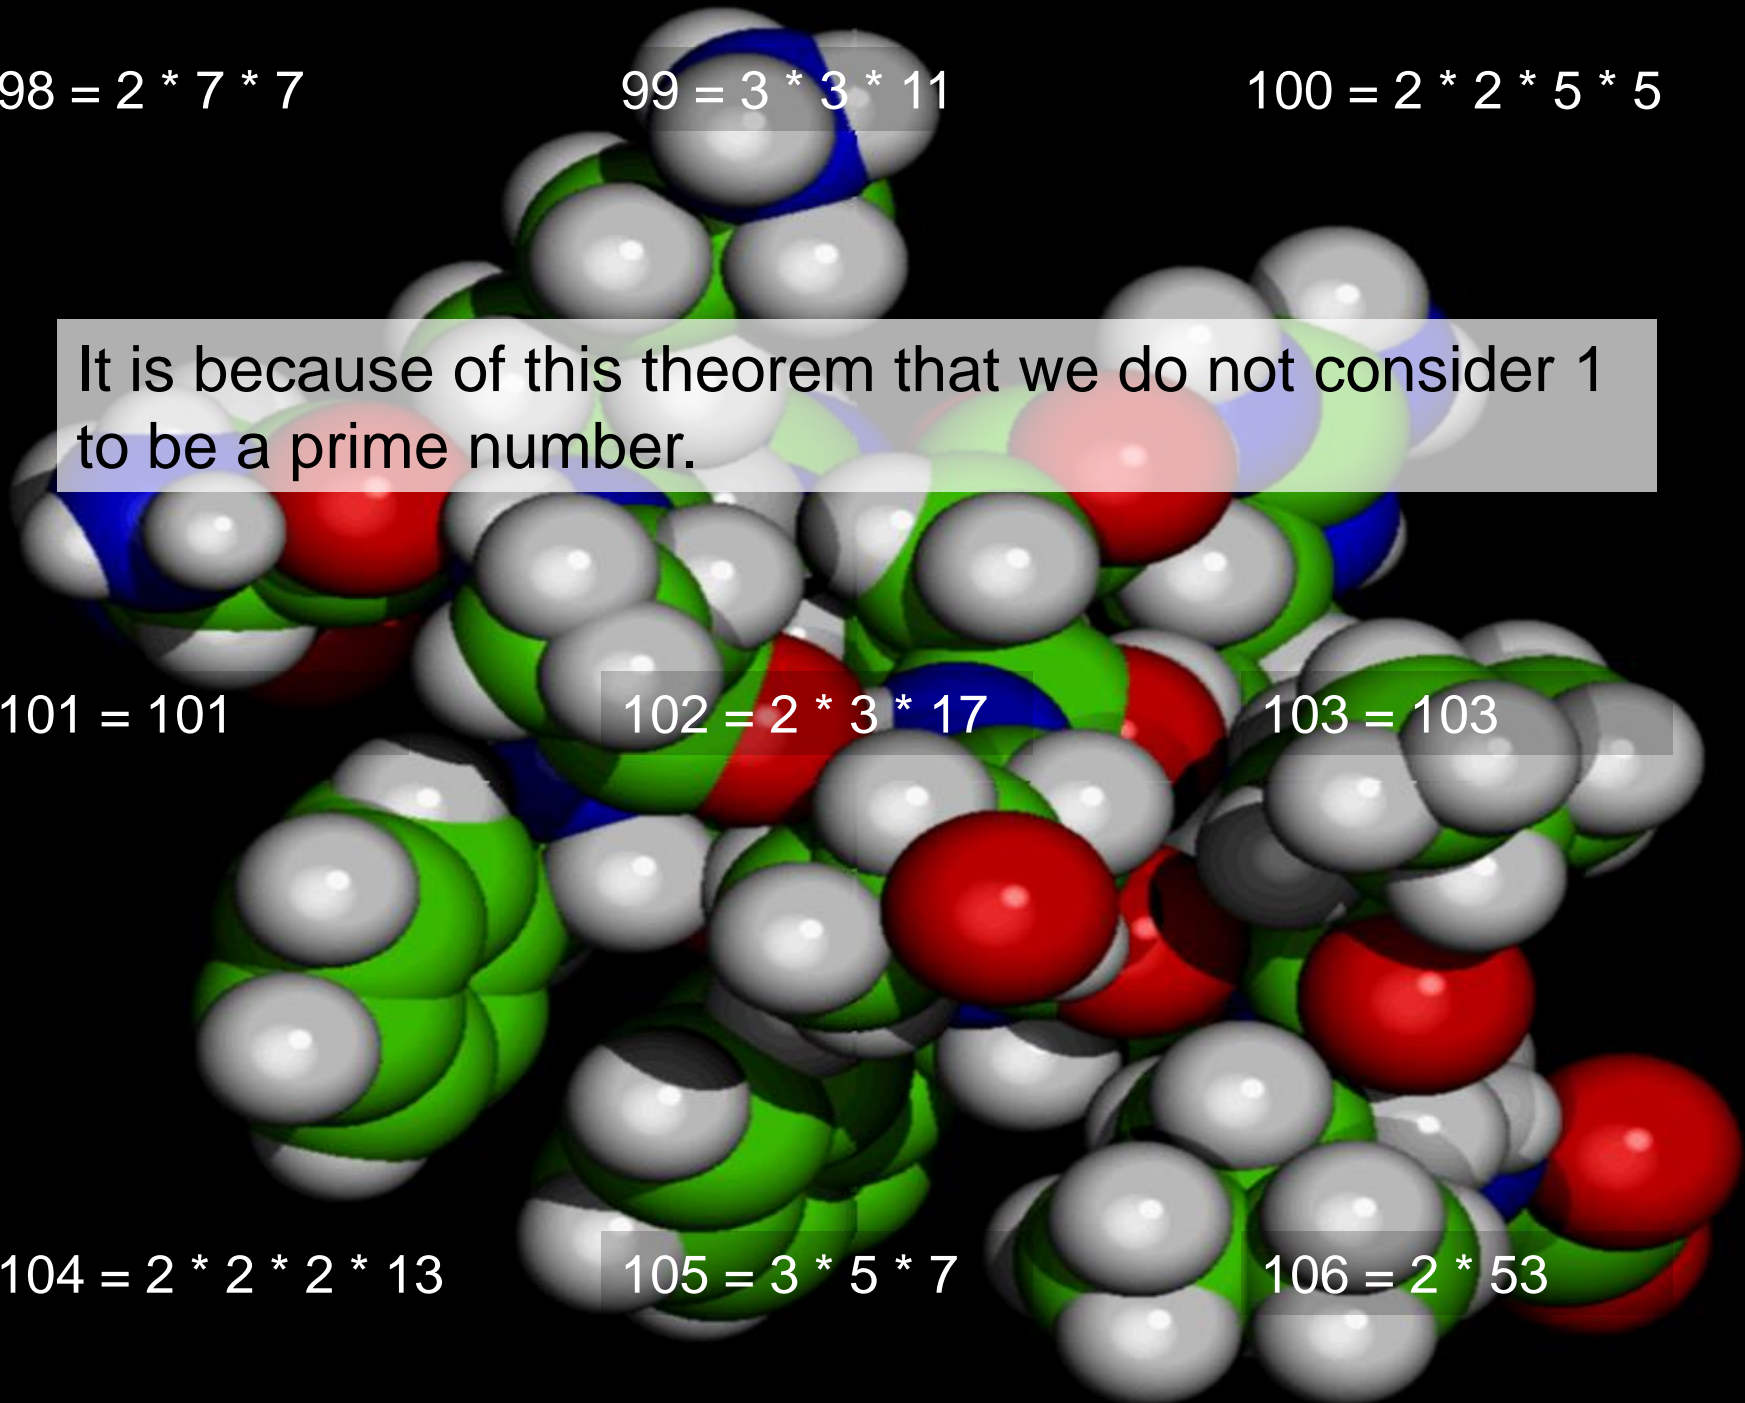 98 = 2 * 7 * 7
99 = 3 * 3 * 11
100 = 2 * 2 * 5 * 5
It is because of this theorem that we do not consider 1
to be a prime number.
101 = 101
102 = 2 * 3 * 17
103 = 103
104 = 2 * 2 * 2 * 13
105 = 3 * 5 * 7
106 = 2 * 53